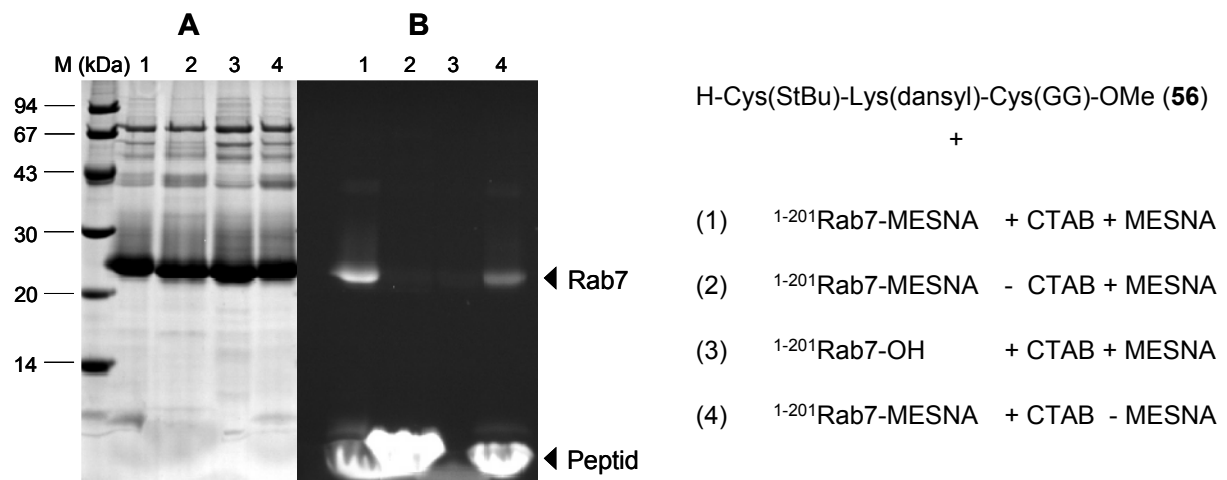 A B
M (kDa) 1 2 3 4 1 2 3 4
94
67
43
30
20
14
Rab7
Peptid
H-Cys(StBu)-Lys(dansyl)-Cys(GG)-OMe (56)
+
(1) 1-201Rab7-MESNA + CTAB + MESNA
(2) 1-201Rab7-MESNA - CTAB + MESNA
(3) 1-201Rab7-OH + CTAB + MESNA
(4) 1-201Rab7-MESNA + CTAB - MESNA